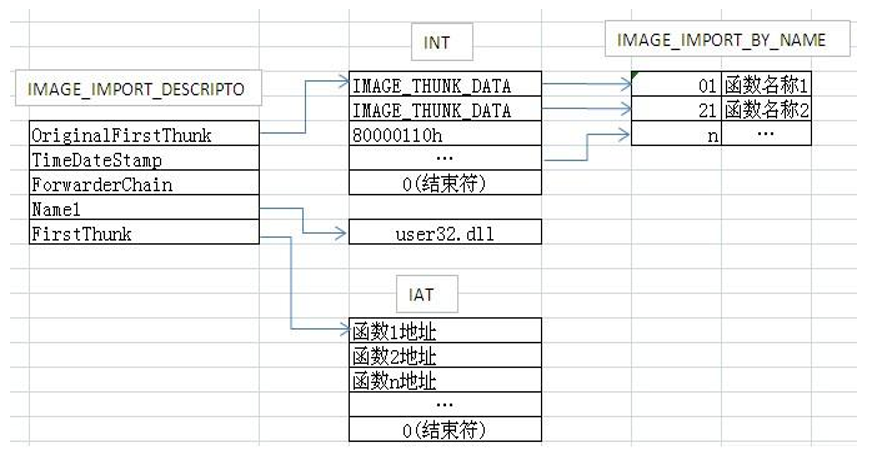 INT
IMAGE_IMPORT_BY_NAME
IMAGE_IMPORT_DESCRIPTO
OriginalFirstThunk
TimeDateStamp
ForwarderChain
Name1
FirstThunk
IMAGE_THUNK_DATA
IMAGE_THUNK_DATA
80000110h
...
0(结束符)
01 函数名称1
21 函数名称2
n ...
user32.dll
IAT
函数1地址
函数2地址
函数n地址
...
0(结束符)